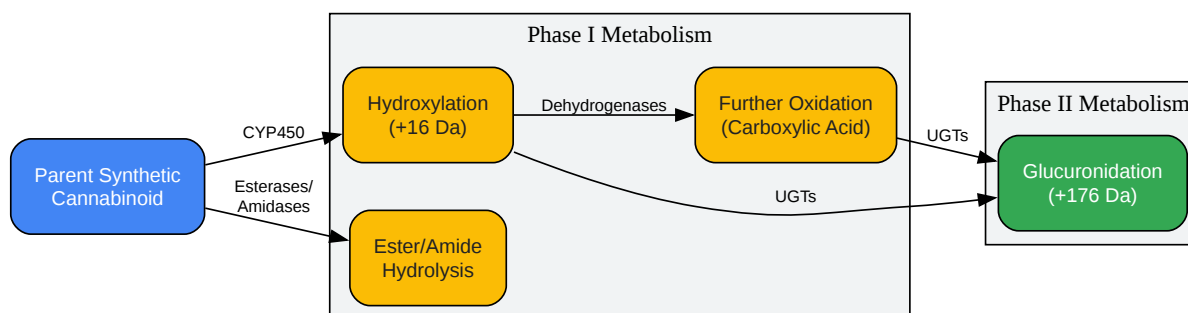 Phase I Metabolism
Parent Synthetic
Cannabinoid
CYP450
Esterases/
Amidases
Hydroxylation
(+16 Da)
Ester/Amide
Hydrolysis
Dehydrogenases
Further Oxidation
(Carboxylic Acid)
UGTs
UGTs
Phase II Metabolism
Glucuronidation
(+176 Da)